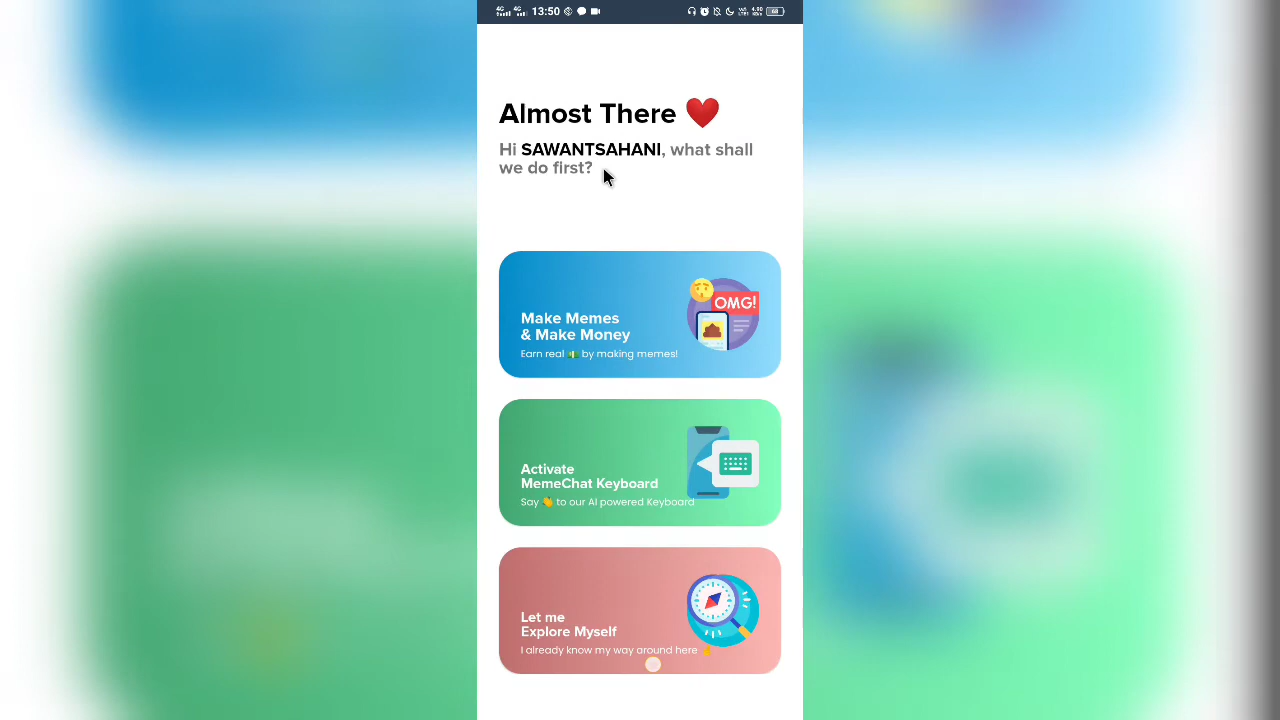 4G 4G 13:50
Almost There ❤️
Hi SAWANTSAHANI, what shall
we do first?
OMG!
Make Memes
& Make Money
Earn real 💵 by making memes!
Activate
MemeChat Keyboard
Say 👋 to our AI powered Keyboard
Let me
Explore Myself
I already know my way around here